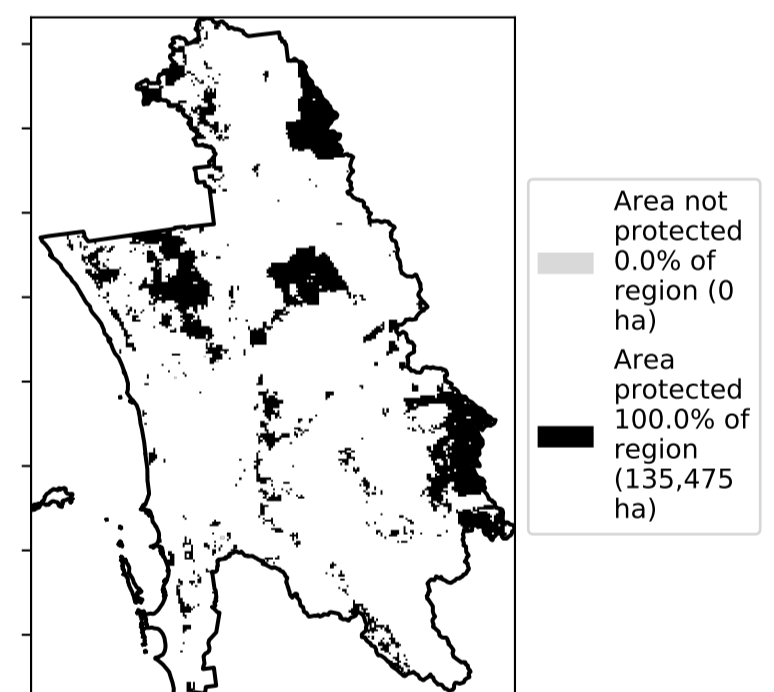 Area not
protected
0.0% of
region (0
ha)
Area
protected
100.0% of
region
(135,475
ha)